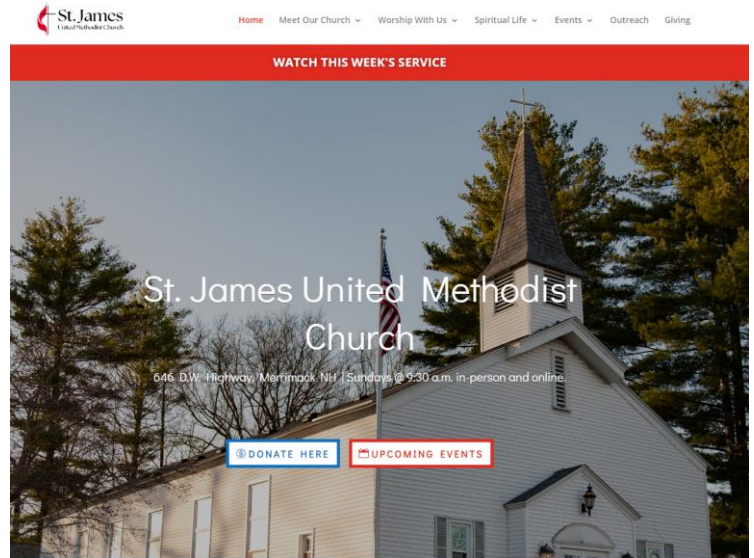 St. James
United Methodist Church
Home Meet Our Church Worship With Us Spiritual Life Events Outreach Giving
WATCH THIS WEEK'S SERVICE
St. James United Methodist
Church
646 D.W. Highway, Merrimack, NH | Sundays @ 9:30 a.m. in-person and online.
DONATE HERE UPCOMING EVENTS